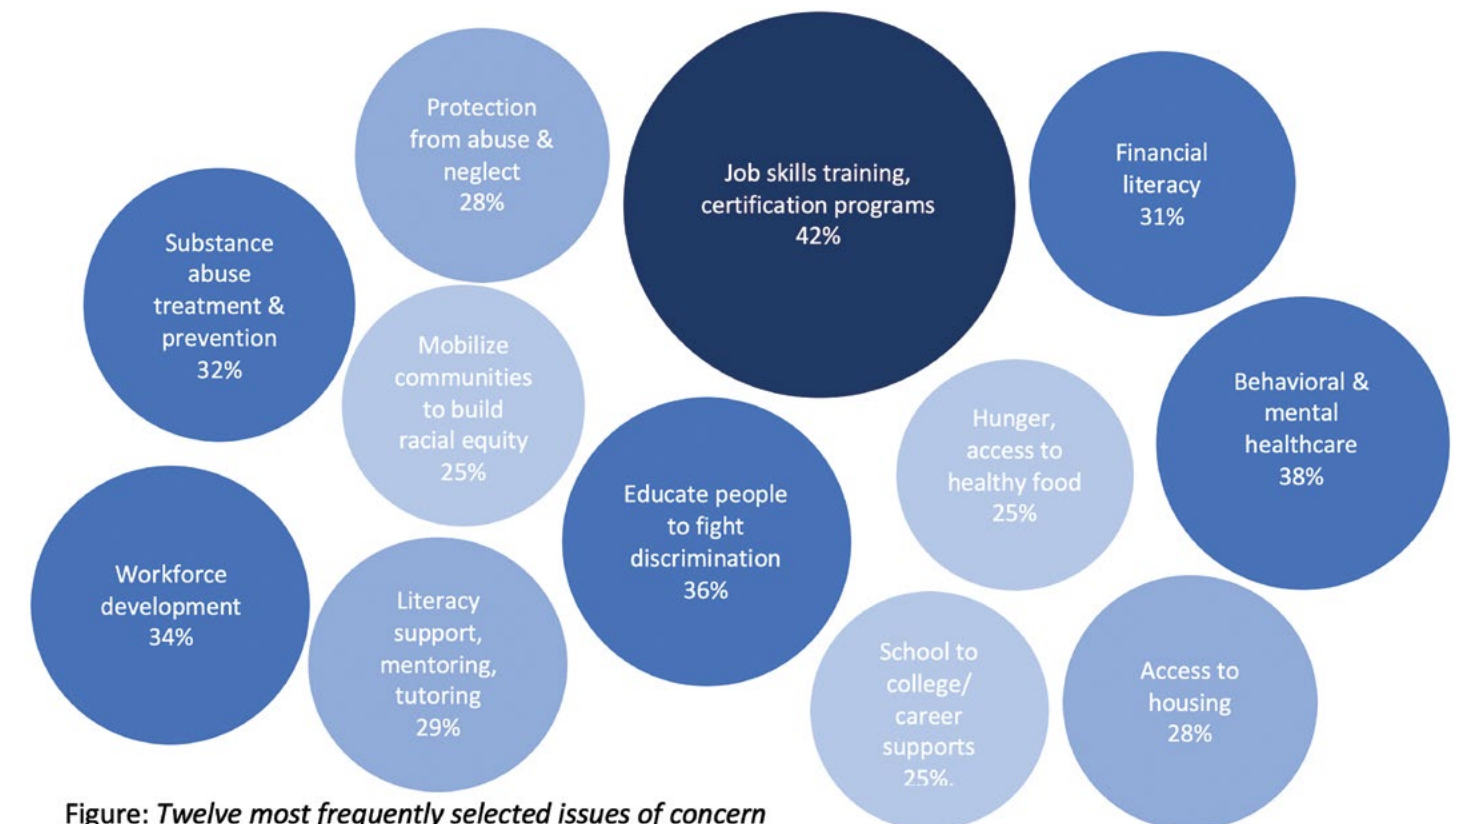 Protection
from abuse &
neglect
28%
Job skills training,
certification programs
42%
Financial
literacy
31%
Substance
abuse
treatment &
prevention
32%
Mobilize
communities
to build
racial equity
25%
Behavioral &
mental
healthcare
38%
Hunger,
access to
healthy food
25%
Educate people
to fight
discrimination
36%
Workforce
development
34%
Literacy
support,
mentoring,
tutoring
29%
School to
college/
career
supports
25%.
Access to
housing
28%
Figure: Twelve most frequently selected issues of concern